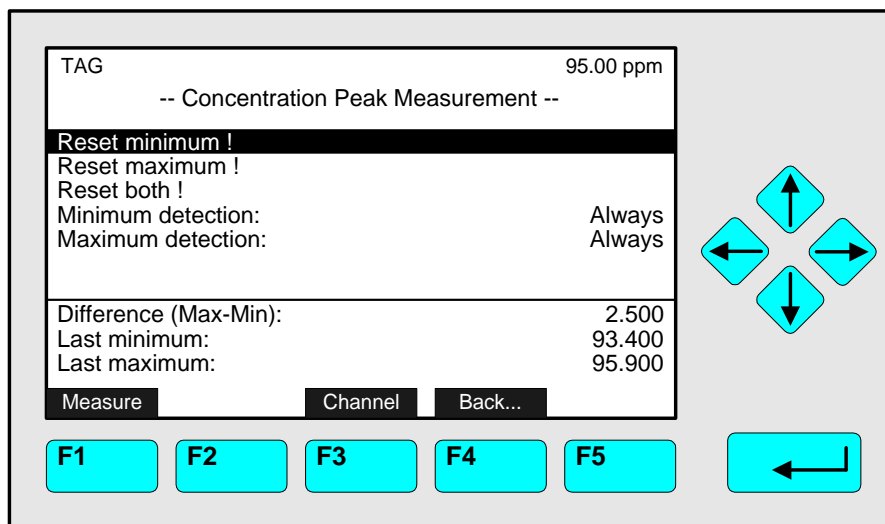 TAG 95.00 ppm
-- Concentration Peak Measurement --
Reset minimum !
Reset maximum !
Reset both !
Minimum detection: Always
Maximum detection: Always
Difference (Max-Min): 2.500
Last minimum: 93.400
Last maximum: 95.900
Measure Channel Back...
F1 F2 F3 F4 F5